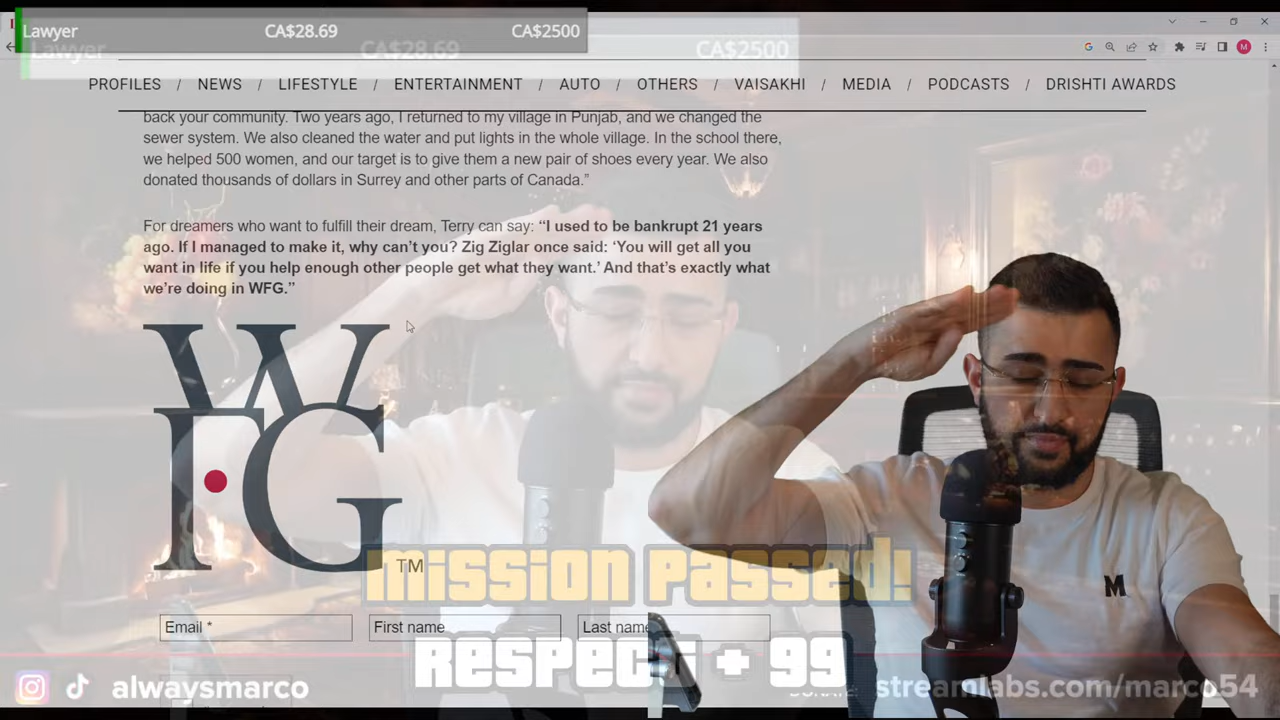 Lawyer CA$28.69 CA$2500
Lawyer CA$28.69 CA$2500
PROFILES / NEWS / LIFESTYLE / ENTERTAINMENT / AUTO / OTHERS / VAISAKHI / MEDIA / PODCASTS / DRISHTI AWARDS
back your community. Two years ago, I returned to my village in Punjab, and we changed the
sewer system. We also cleaned the water and put lights in the whole village. In the school there,
we helped 500 women, and our target is to give them a new pair of shoes every year. We also
donated thousands of dollars in Surrey and other parts of Canada.”
For dreamers who want to fulfill their dream, Terry can say: “I used to be bankrupt 21 years
ago. If I managed to make it, why can’t you? Zig Ziglar once said: ‘You will get all you
want in life if you help enough other people get what they want.’ And that’s exactly what
we’re doing in WFG.”
WFG TM
mission passed!
Email * First name Last name
Respect + 99
M
alwaysmarco streamlabs.com/marco54